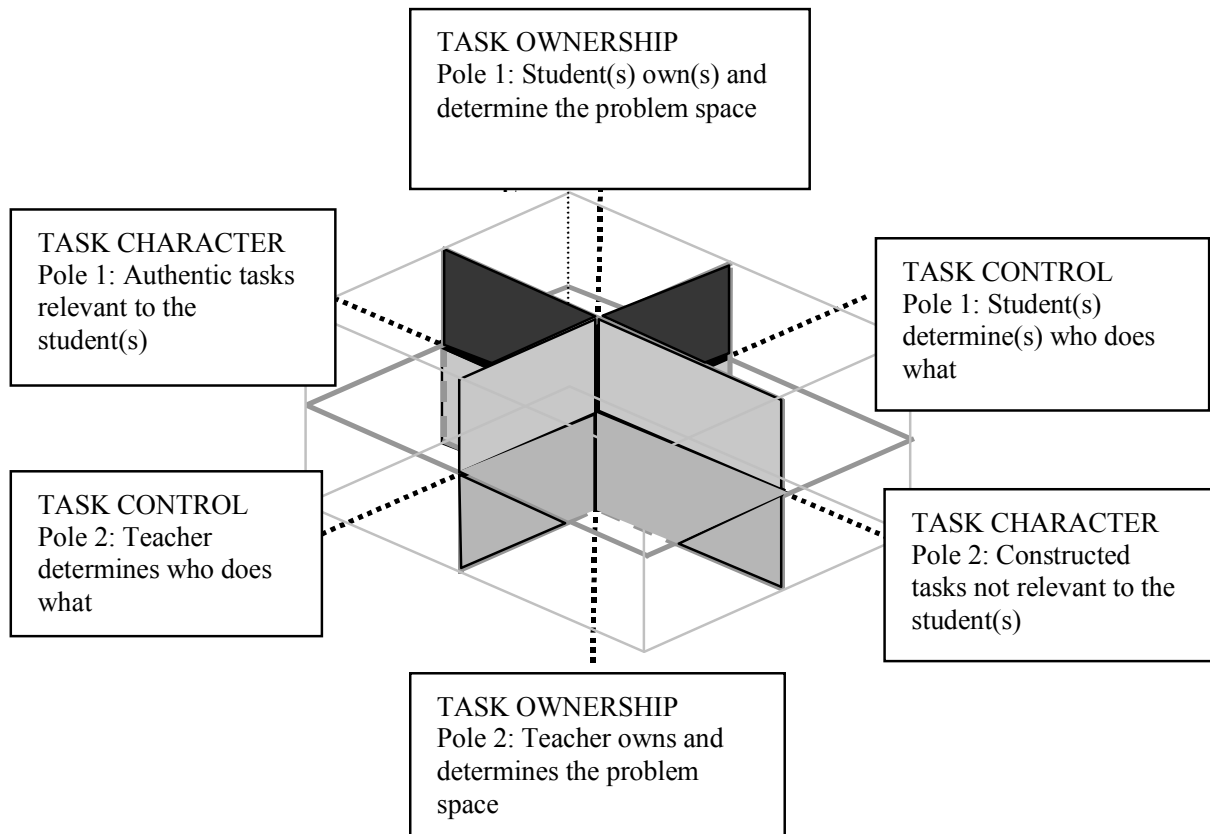 TASK OWNERSHIP
Pole 1: Student(s) own(s) and
determine the problem space
TASK CHARACTER
Pole 1: Authentic tasks
relevant to the
student(s)
TASK CONTROL
Pole 1: Student(s)
determine(s) who does
what
TASK CONTROL
Pole 2: Teacher
determines who does
what
TASK CHARACTER
Pole 2: Constructed
tasks not relevant to the
student(s)
TASK OWNERSHIP
Pole 2: Teacher owns and
determines the problem
space